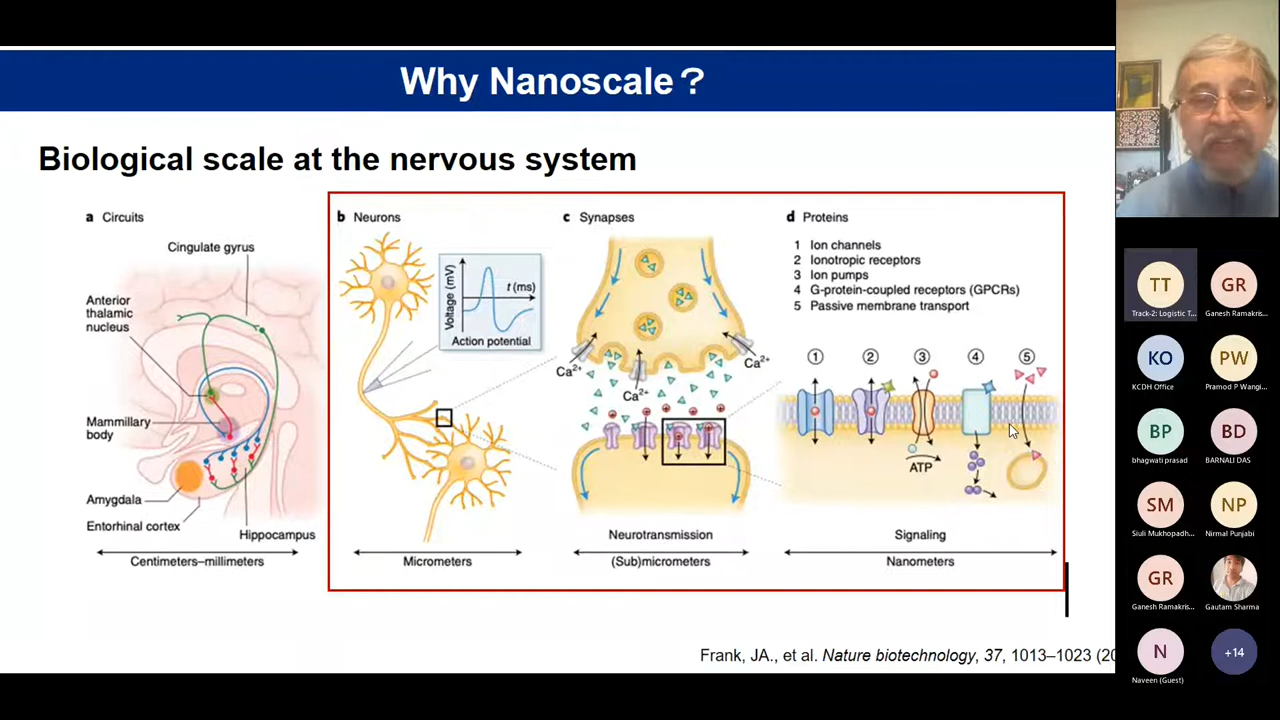 Why Nanoscale?
Biological scale at the nervous system
a Circuits
Cingulate gyrus
Anterior
thalamic
nucleus
Mammillary
body
Amygdala
Entorhinal cortex
Hippocampus
Centimeters–millimeters
b Neurons
Voltage (mV)
t (ms)
Action potential
Micrometers
c Synapses
Ca2+
Ca2+
Ca2+
Neurotransmission
(Sub)micrometers
d Proteins
1 Ion channels
2 Ionotropic receptors
3 Ion pumps
4 G-protein-coupled receptors (GPCRs)
5 Passive membrane transport
1 2 3 4 5
ATP
Signaling
Nanometers
Frank, JA., et al. Nature biotechnology, 37, 1013–1023 (20
TT
Track-2: Logistic T...
GR
Ganesh Ramakris...
KO
KCDH Office
PW
Pramod P Wangi...
BP
bhagwati prasad
BD
BARNALI DAS
SM
Siuli Mukhopadh...
NP
Nirmal Punjabi
GR
Ganesh Ramakris...
Gautam Sharma
N
Naveen (Guest)
+14